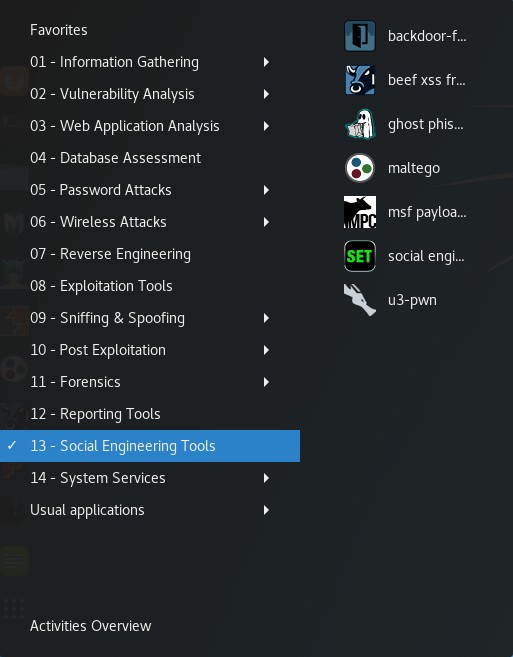 Favorites
01 - Information Gathering
02 - Vulnerability Analysis
03 - Web Application Analysis
04 - Database Assessment
05 - Password Attacks
06 - Wireless Attacks
07 - Reverse Engineering
08 - Exploitation Tools
09 - Sniffing & Spoofing
10 - Post Exploitation
11 - Forensics
12 - Reporting Tools
13 - Social Engineering Tools
14 - System Services
Usual applications
Activities Overview
backdoor-f...
beef xss fr...
ghost phis...
maltego
MPC
msf payloa...
SET
social engi...
u3-pwn